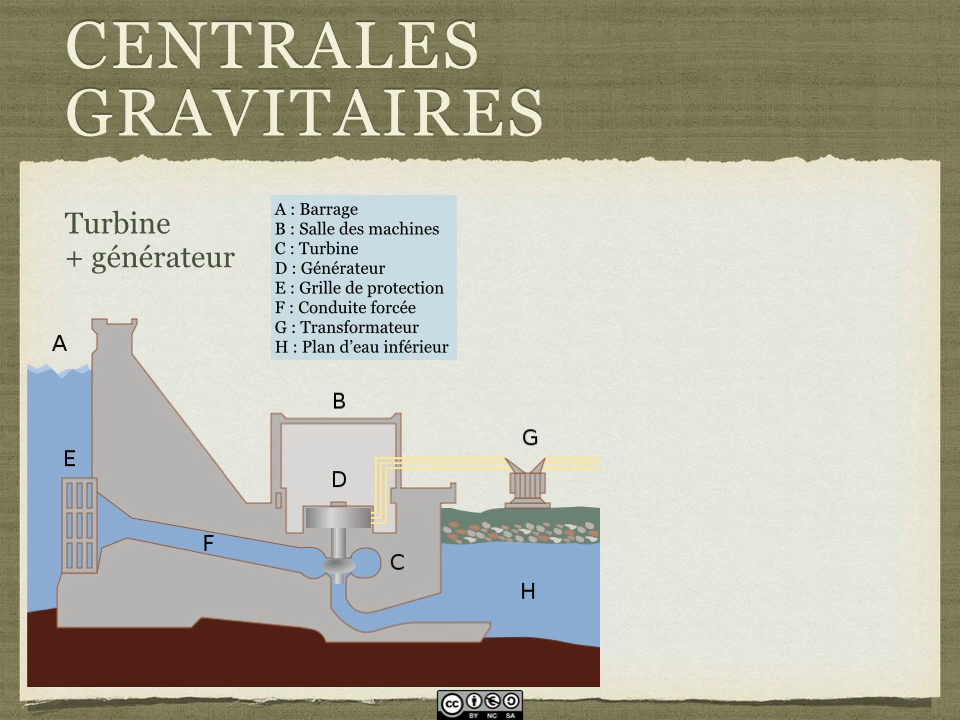 CENTRALES
GRAVITAIRES
Turbine
+ générateur
A : Barrage
B : Salle des machines
C : Turbine
D : Générateur
E : Grille de protection
F : Conduite forcée
G : Transformateur
H : Plan d’eau inférieur
A
B
G
E
D
F
C
H
cc
BY NC SA